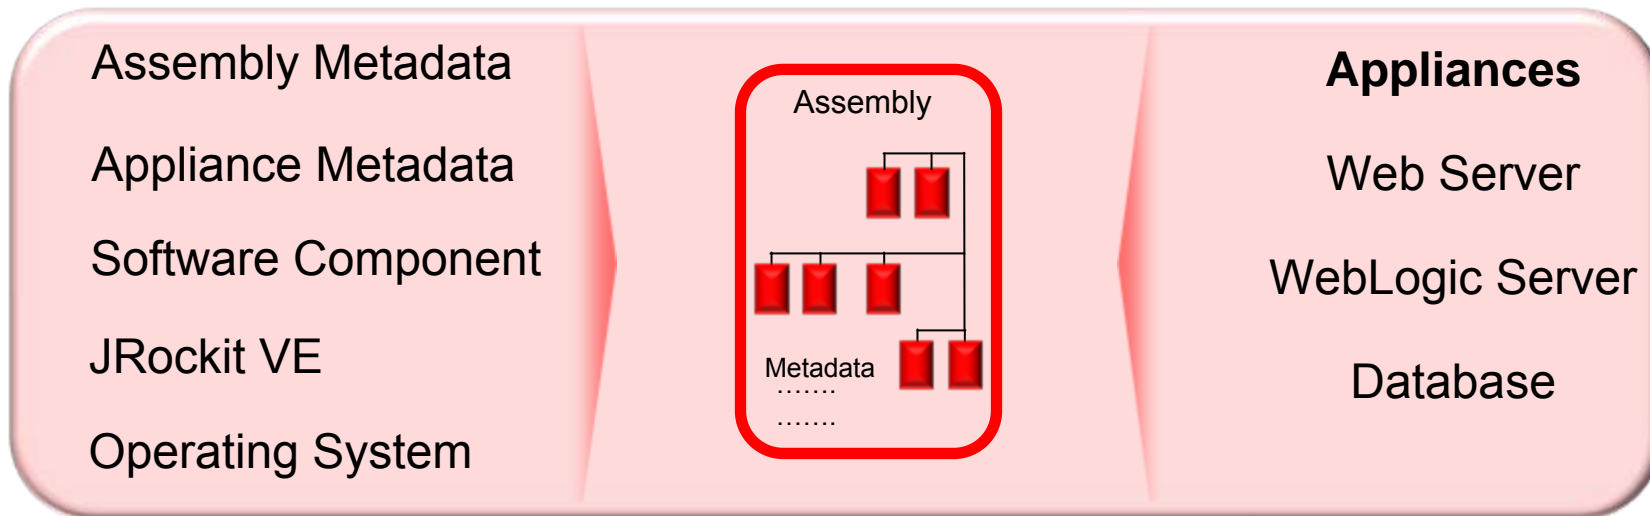 Assembly Metadata
Appliance Metadata
Software Component
JRockit VE
Operating System
Assembly
Metadata
.......
.......
Appliances
Web Server
WebLogic Server
Database